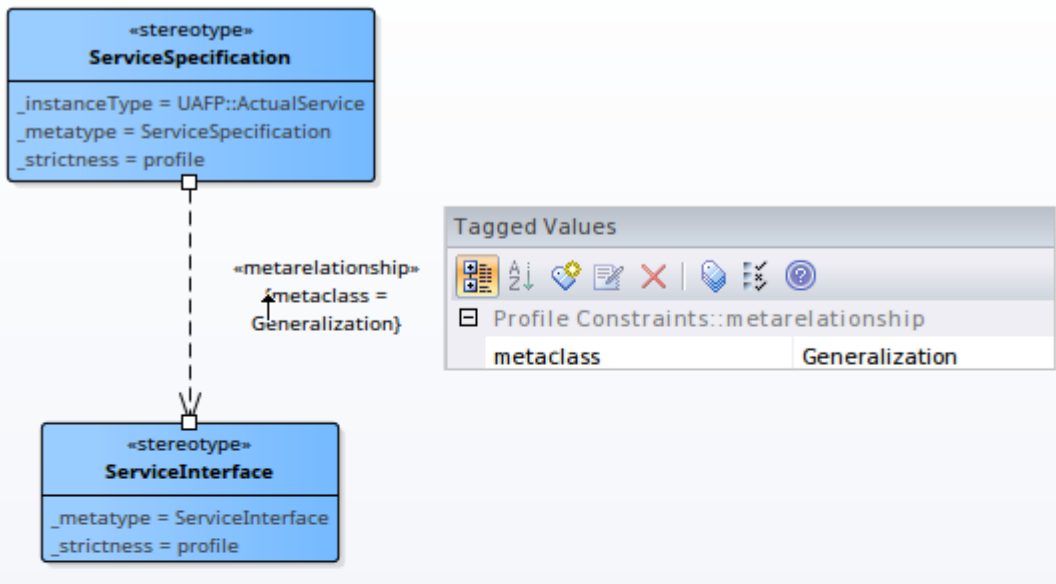 «stereotype»
ServiceSpecification
_instanceType = UAFP::ActualService
_metatype = ServiceSpecification
_strictness = profile
«metarelationship»
{metaclass =
Generalization}
«stereotype»
ServiceInterface
_metatype = ServiceInterface
_strictness = profile
Tagged Values
A
Z
?
Profile Constraints::metarelationship
metaclass Generalization